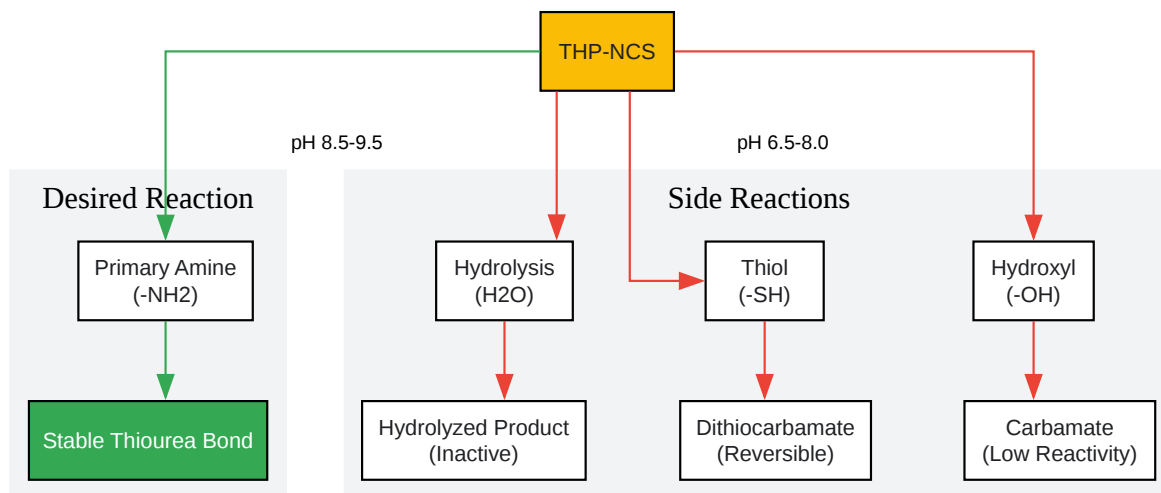 THP-NCS
pH 8.5-9.5
pH 6.5-8.0
Desired Reaction
Side Reactions
Primary Amine
(-NH2)
Hydrolysis
(H2O)
Thiol
(-SH)
Hydroxyl
(-OH)
Stable Thiourea Bond
Hydrolyzed Product
(Inactive)
Dithiocarbamate
(Reversible)
Carbamate
(Low Reactivity)